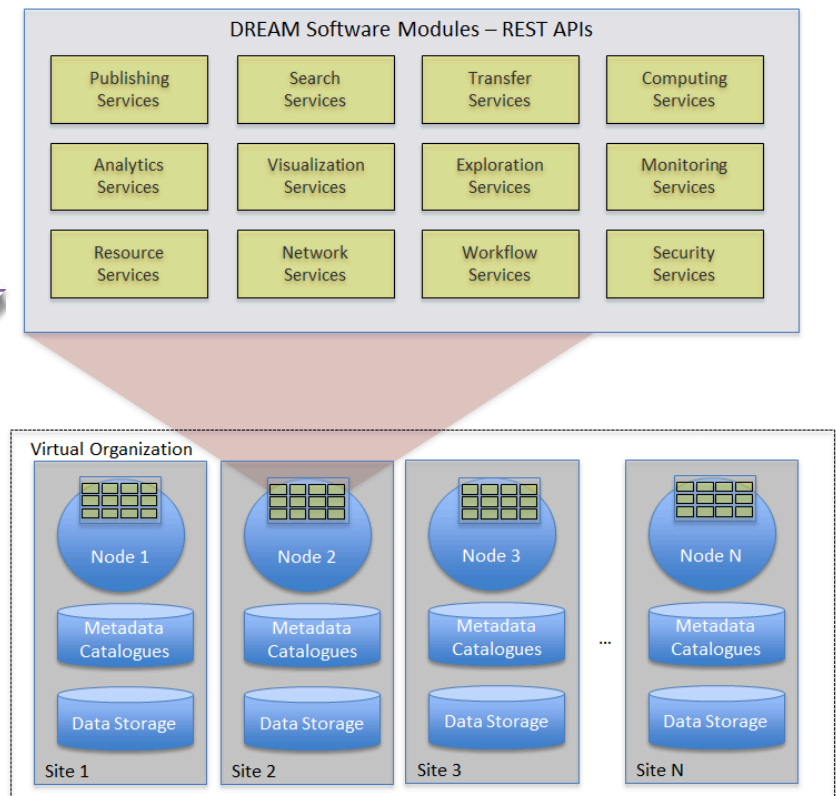 DREAM Software Modules – REST APIs
Publishing
Services
Search
Services
Transfer
Services
Computing
Services
Analytics
Services
Visualization
Services
Exploration
Services
Monitoring
Services
Resource
Services
Network
Services
Workflow
Services
Security
Services
Virtual Organization
Node 1
Metadata
Catalogues
Data Storage
Site 1
Node 2
Metadata
Catalogues
Data Storage
Site 2
Node 3
Metadata
Catalogues
Data Storage
Site 3
...
Node N
Metadata
Catalogues
Data Storage
Site N